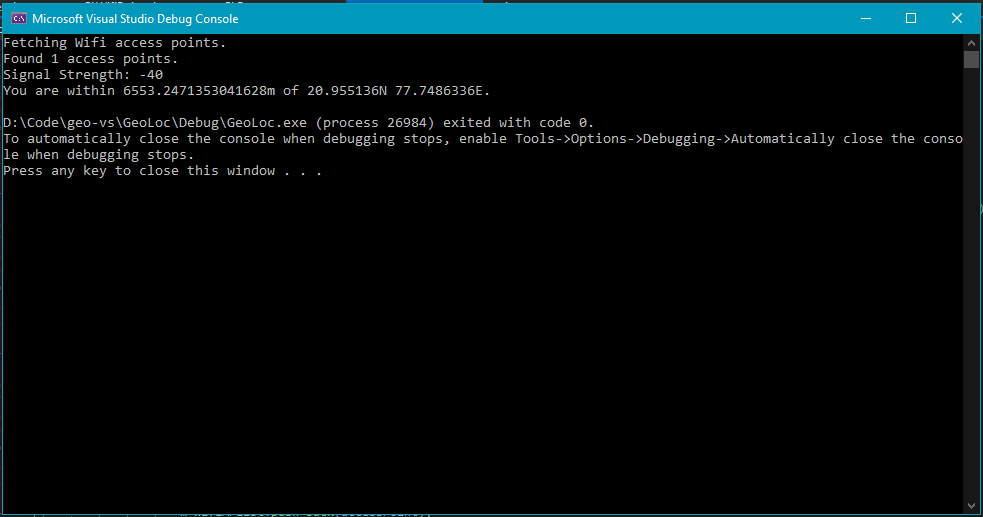 Microsoft Visual Studio Debug Console
Fetching Wifi access points.
Found 1 access points.
Signal Strength: -40
You are within 6553.2471353041628m of 20.955136N 77.7486336E.
D:\Code\geo-vs\GeoLoc\Debug\GeoLoc.exe (process 26984) exited with code 0.
To automatically close the console when debugging stops, enable Tools->Options->Debugging->Automatically close the conso
le when debugging stops.
Press any key to close this window . . .